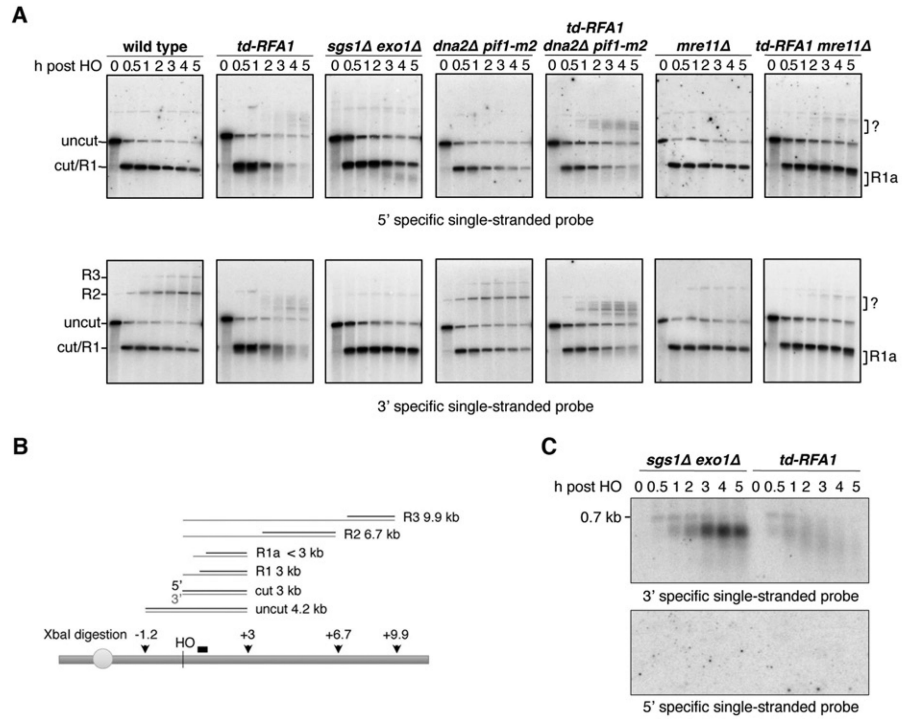 A
wild type td-RFA1 sgs1Δ exo1Δ dna2Δ pif1-m2 td-RFA1 dna2Δ pif1-m2 mre11Δ td-RFA1 mre11Δ
h post HO 0 0.5 1 2 3 4 5 0 0.5 1 2 3 4 5 0 0.5 1 2 3 4 5 0 0.5 1 2 3 4 5 0 0.5 1 2 3 4 5 0 0.5 1 2 3 4 5 0 0.5 1 2 3 4 5
]?
uncut
cut/R1
]R1a
5' specific single-stranded probe
R3
R2
]?
uncut
cut/R1
]R1a
3' specific single-stranded probe
B
R3 9.9 kb
R2 6.7 kb
R1a < 3 kb
R1 3 kb
5' cut 3 kb
3' uncut 4.2 kb
XbaI digestion -1.2 HO +3 +6.7 +9.9
C
sgs1Δ exo1Δ td-RFA1
h post HO 0 0.5 1 2 3 4 5 0 0.5 1 2 3 4 5
0.7 kb
3' specific single-stranded probe
5' specific single-stranded probe